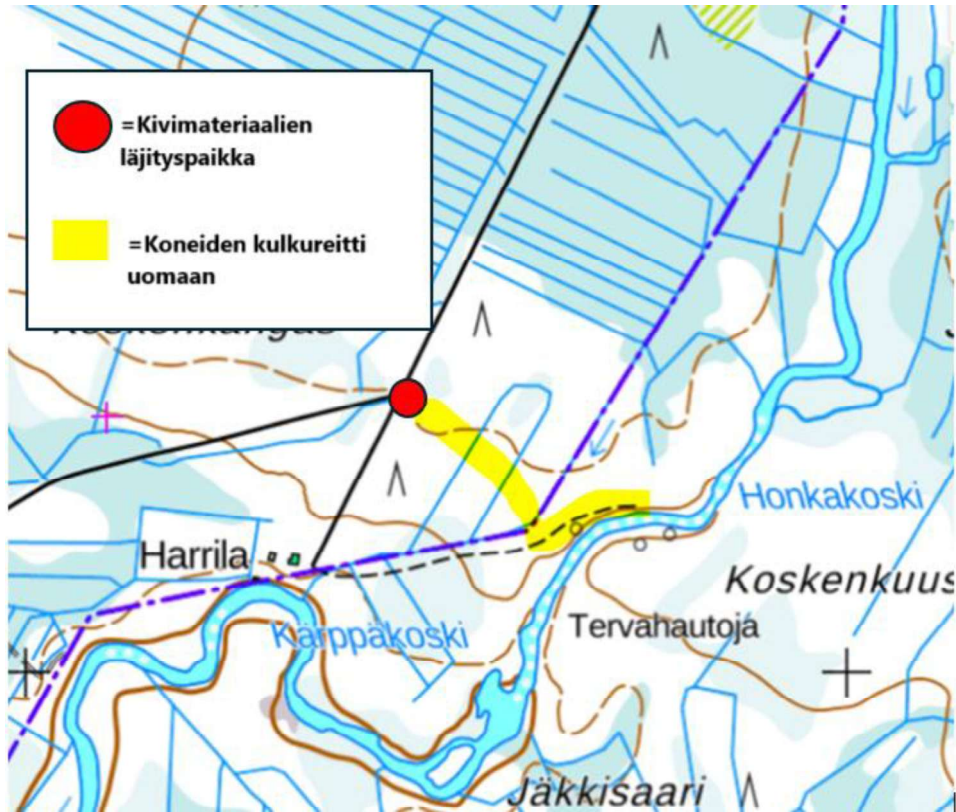 =Kivimateriaalien
läjityspaikka
=Koneiden kulkureitti
uomaan
Honkakoski
Harrila
Koskenkuus
Kärppäkoski
Tervahautoja
Jäkkisaari